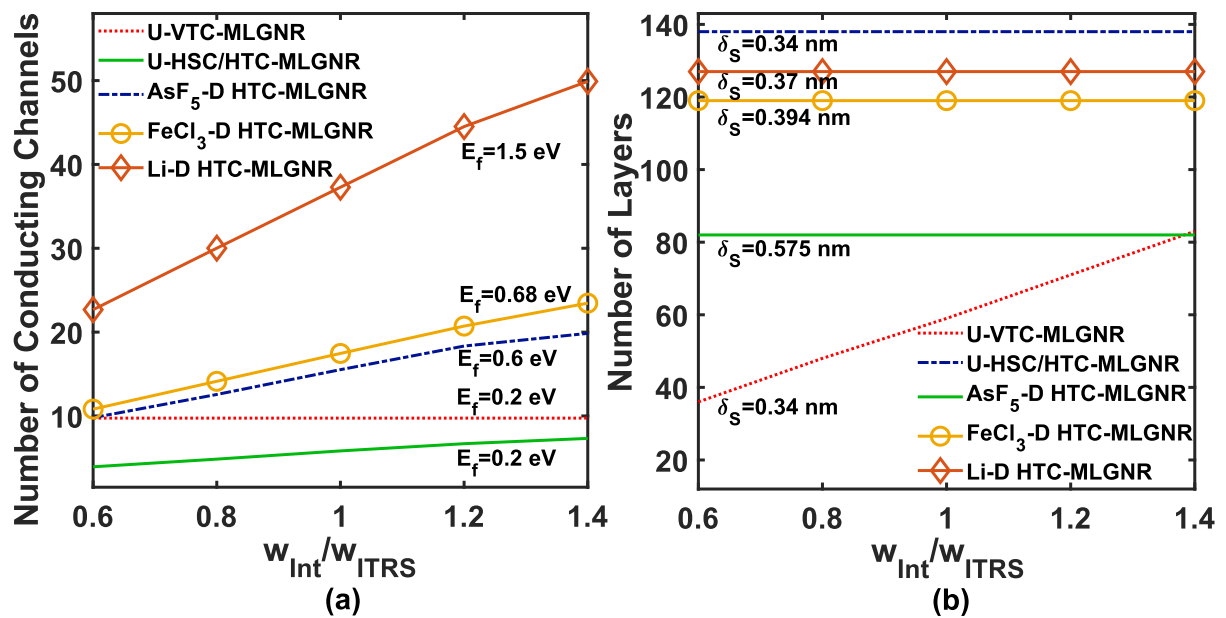 U-VTC-MLGNR
U-HSC/HTC-MLGNR
AsF5-D HTC-MLGNR
FeCl3-D HTC-MLGNR
Li-D HTC-MLGNR
Ef=1.5 eV
Ef=0.68 eV
Ef=0.6 eV
Ef=0.2 eV
Ef=0.2 eV
50
40
30
20
10
Number of Conducting Channels
0.6 0.8 1 1.2 1.4
wInt/wITRS
(a)
140
120
100
80
60
40
20
Number of Layers
δS=0.34 nm
δS=0.37 nm
δS=0.394 nm
δS=0.575 nm
δS=0.34 nm
U-VTC-MLGNR
U-HSC/HTC-MLGNR
AsF5-D HTC-MLGNR
FeCl3-D HTC-MLGNR
Li-D HTC-MLGNR
0.6 0.8 1 1.2 1.4
wInt/wITRS
(b)